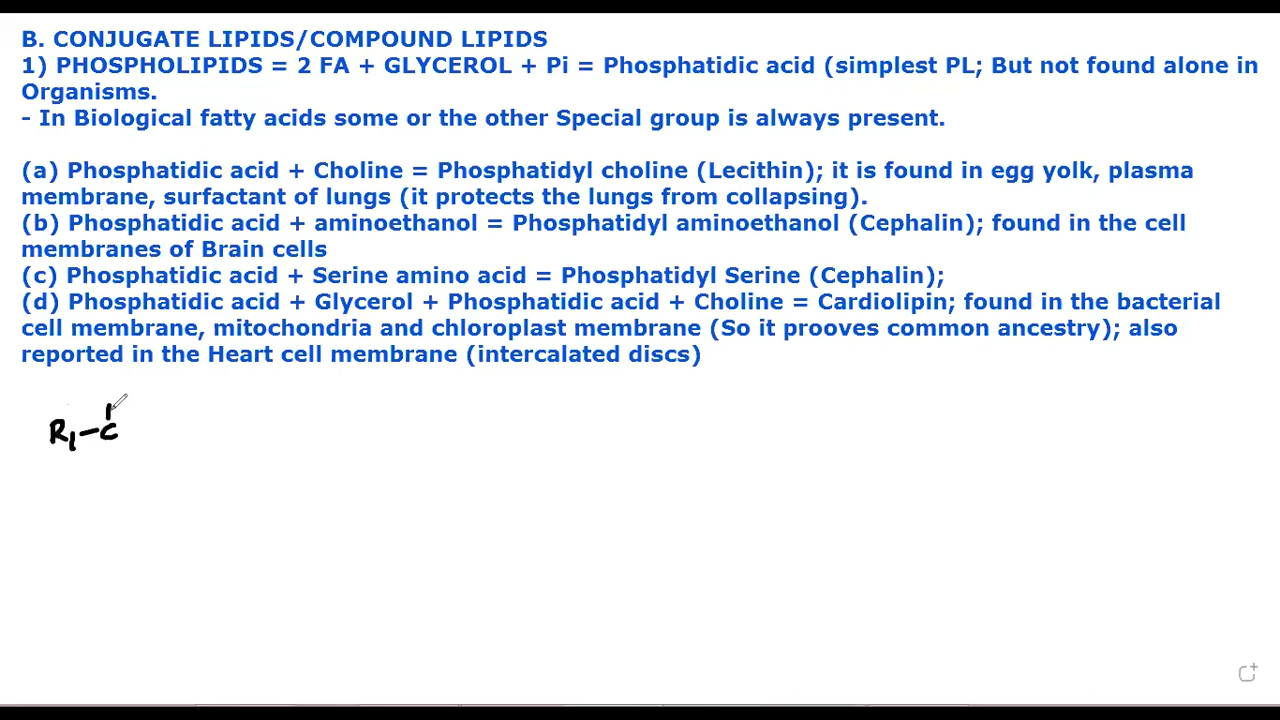 B. CONJUGATE LIPIDS/COMPOUND LIPIDS
1) PHOSPHOLIPIDS = 2 FA + GLYCEROL + Pi = Phosphatidic acid (simplest PL; But not found alone in
Organisms.
- In Biological fatty acids some or the other Special group is always present.
(a) Phosphatidic acid + Choline = Phosphatidyl choline (Lecithin); it is found in egg yolk, plasma
membrane, surfactant of lungs (it protects the lungs from collapsing).
(b) Phosphatidic acid + aminoethanol = Phosphatidyl aminoethanol (Cephalin); found in the cell
membranes of Brain cells
(c) Phosphatidic acid + Serine amino acid = Phosphatidyl Serine (Cephalin);
(d) Phosphatidic acid + Glycerol + Phosphatidic acid + Choline = Cardiolipin; found in the bacterial
cell membrane, mitochondria and chloroplast membrane (So it prooves common ancestry); also
reported in the Heart cell membrane (intercalated discs)
R₁-C